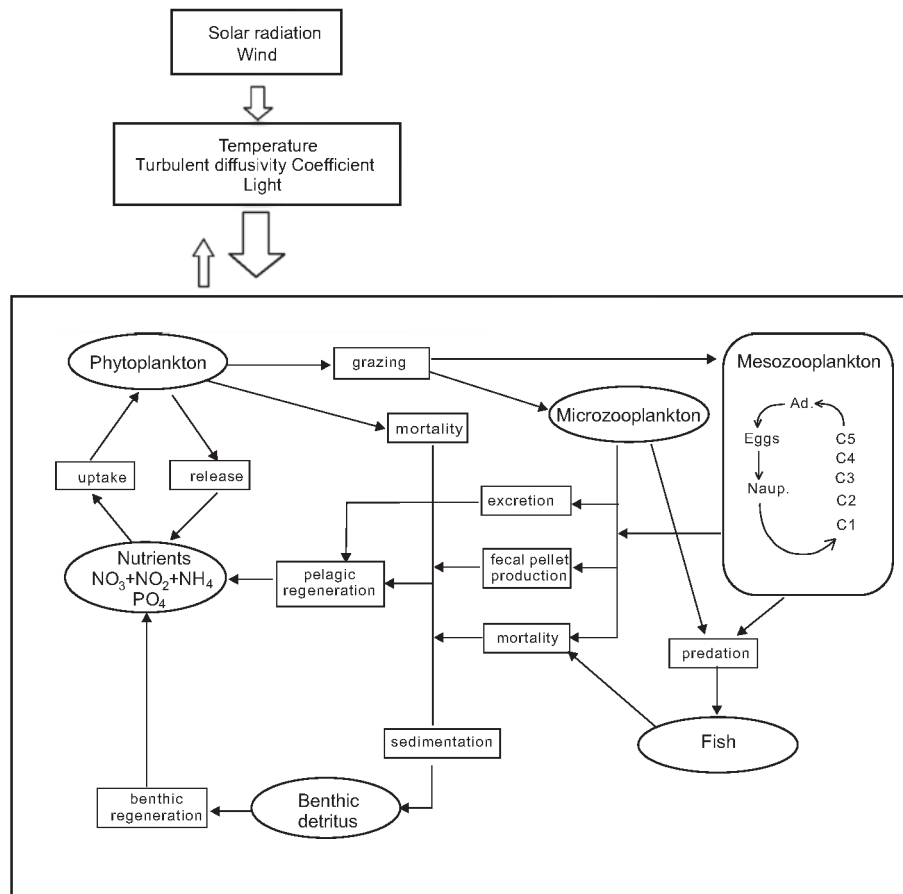 Solar radiation
Wind
Temperature
Turbulent diffusivity Coefficient
Light
Phytoplankton
grazing
Mesozooplankton
Microzooplankton
mortality
Ad.
Eggs
C5
C4
Naup.
C3
C2
C1
uptake
release
excretion
Nutrients
NO₃+NO₂+NH₄
PO₄
pelagic
regeneration
fecal pellet
production
mortality
predation
sedimentation
Fish
benthic
regeneration
Benthic
detritus